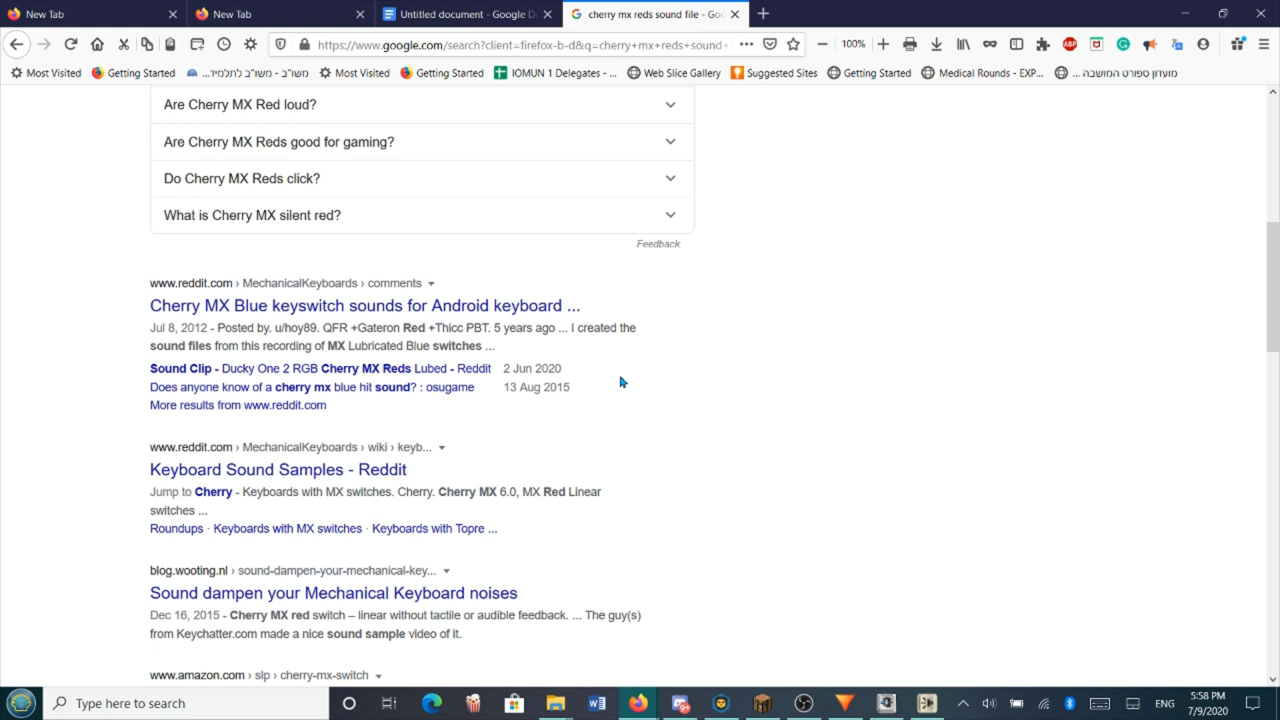 New Tab
New Tab
Untitled document - Google D
cherry mx reds sound file - Goo
https://www.google.com/search?client=firefox-b-d&q=cherry+mx+reds+sound+
100%
Most Visited
Getting Started
משו"ב - משו"ב לתלמיד...
Most Visited
Getting Started
IOMUN 1 Delegates - ...
Web Slice Gallery
Suggested Sites
Getting Started
Medical Rounds - EXP...
מועדון ספורט המושבה ...
Are Cherry MX Red loud?
Are Cherry MX Reds good for gaming?
Do Cherry MX Reds click?
What is Cherry MX silent red?
Feedback
www.reddit.com › MechanicalKeyboards › comments
Cherry MX Blue keyswitch sounds for Android keyboard ...
Jul 8, 2012 - Posted by. u/hoy89. QFR +Gateron Red +Thicc PBT. 5 years ago ... I created the
sound files from this recording of MX Lubricated Blue switches ...
Sound Clip - Ducky One 2 RGB Cherry MX Reds Lubed - Reddit 2 Jun 2020
Does anyone know of a cherry mx blue hit sound? : osugame 13 Aug 2015
More results from www.reddit.com
www.reddit.com › MechanicalKeyboards › wiki › keyb...
Keyboard Sound Samples - Reddit
Jump to Cherry - Keyboards with MX switches. Cherry. Cherry MX 6.0, MX Red Linear
switches ...
Roundups · Keyboards with MX switches · Keyboards with Topre ...
blog.wooting.nl › sound-dampen-your-mechanical-key...
Sound dampen your Mechanical Keyboard noises
Dec 16, 2015 - Cherry MX red switch – linear without tactile or audible feedback. ... The guy(s)
from Keychatter.com made a nice sound sample video of it.
www.amazon.com › slp › cherry-mx-switch
Type here to search
ENG
5:58 PM
7/9/2020